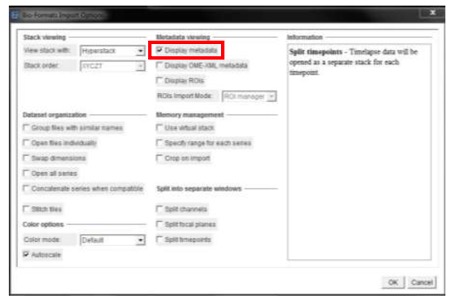 Bio-Formats Import Options
Stack viewing
View stack with: Hyperstack
Stack order: XYCZT
Metadata viewing
Display metadata
Display OME-XML metadata
Display ROIs
ROIs Import Mode: ROI manager
Information
Split timepoints - Timelapse data will be
opened as a separate stack for each
timepoint.
Dataset organization
Group files with similar names
Open files individually
Swap dimensions
Open all series
Concatenate series when compatible
Stitch tiles
Memory management
Use virtual stack
Specify range for each series
Crop on import
Split into separate windows
Split channels
Split focal planes
Split timepoints
Color options
Color mode: Default
Autoscale
OK Cancel